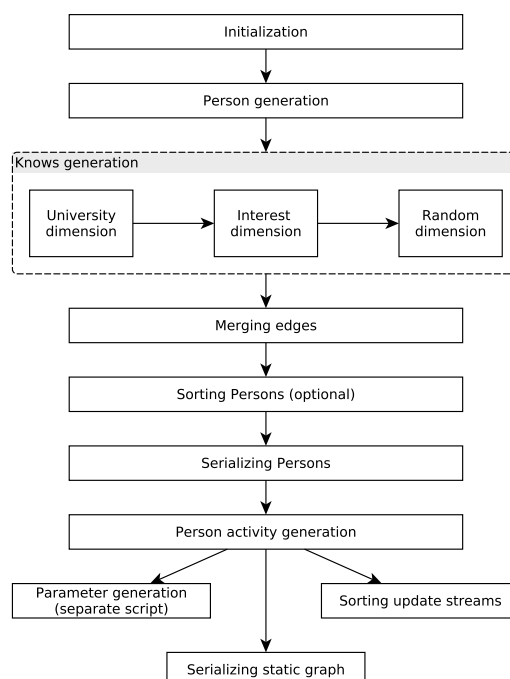 Initialization
Person generation
Knows generation
University
dimension
Interest
dimension
Random
dimension
Merging edges
Sorting Persons (optional)
Serializing Persons
Person activity generation
Parameter generation
(separate script)
Sorting update streams
Serializing static graph